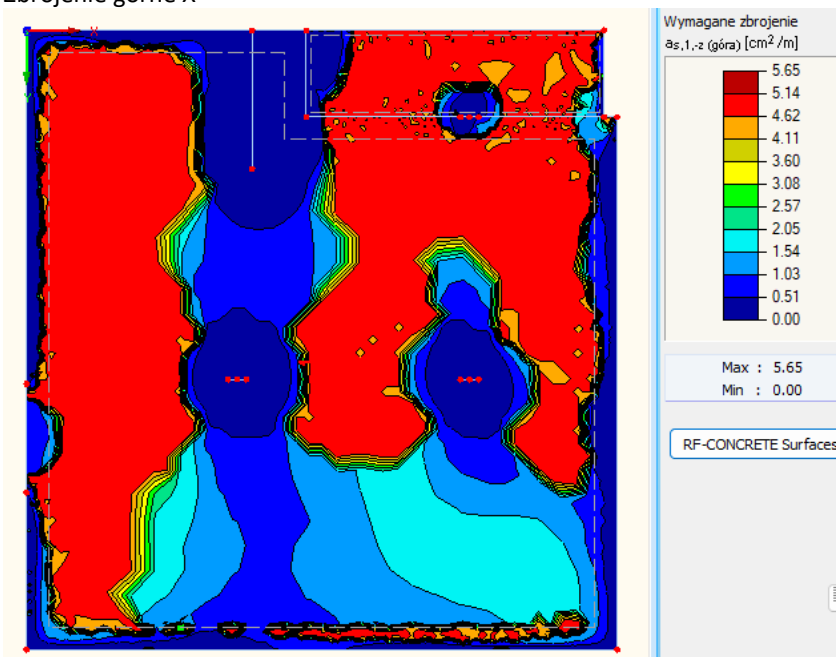 Zbrojenie górne X
X
Wymagane zbrojenie
as,1,-z (góra) [cm²/m]
5.65
5.14
4.62
4.11
3.60
3.08
2.57
2.05
1.54
1.03
0.51
0.00
Max : 5.65
Min : 0.00
RF-CONCRETE Surfaces